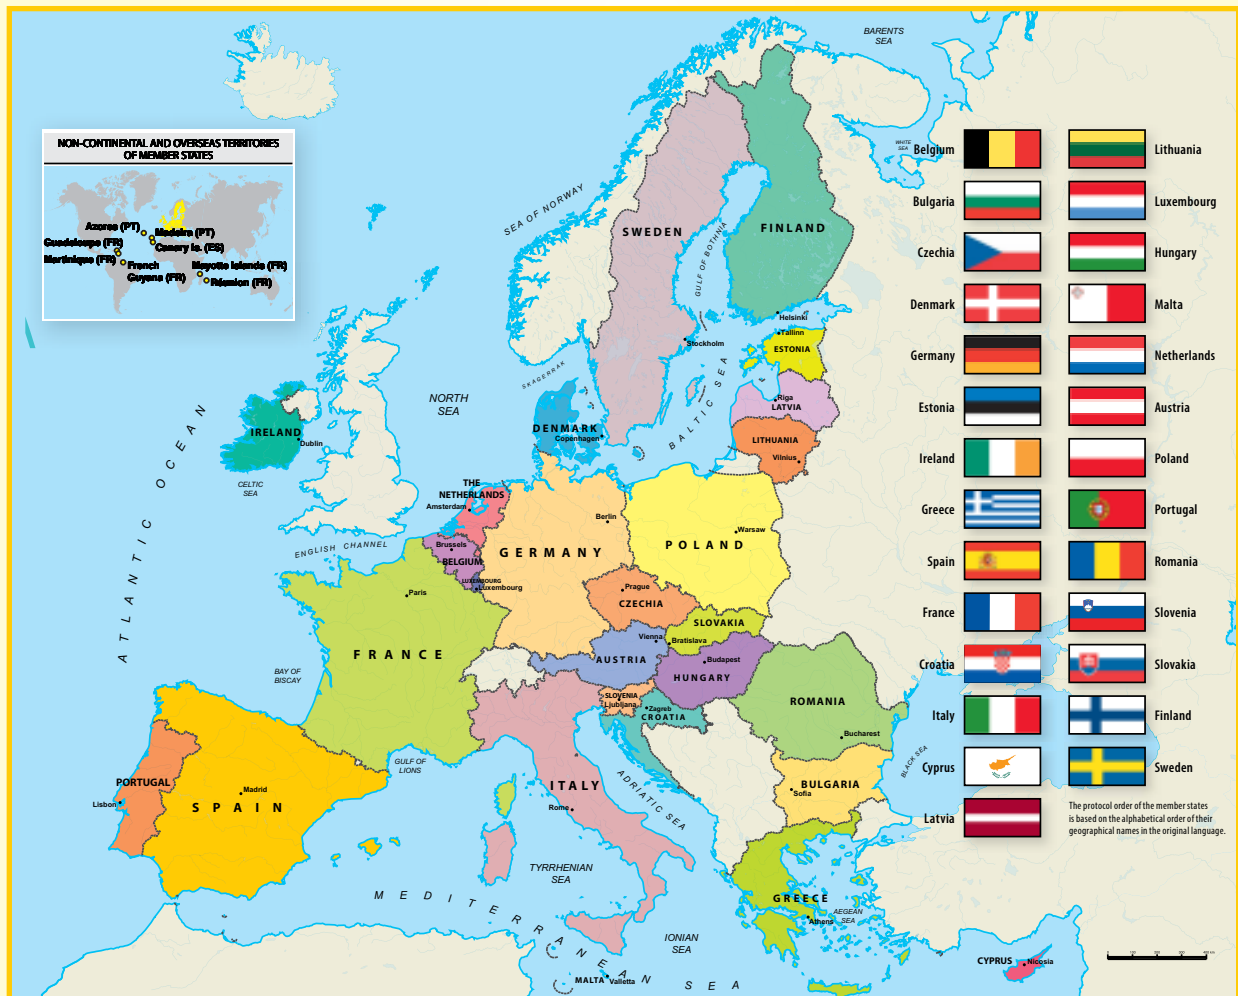 BARENTS
SEA
NON-CONTINENTAL AND OVERSEAS TERRITORIES
OF MEMBER STATES
Azores (PT)
Madeira (PT)
Guadeloupe (FR)
Canary Is. (ES)
Martinique (FR)
French
Guyana (FR)
Mayotte Islands (FR)
Réunion (FR)
WHITE
SEA
SEA OF NORWAY
SWEDEN
FINLAND
GULF OF BOTHNIA
Helsinki
Tallinn
Stockholm
ESTONIA
SKAGERRAK
BALTIC SEA
Riga
LATVIA
NORTH
SEA
DENMARK
Copenhagen
LITHUANIA
Vilnius
IRELAND
Dublin
CELTIC
SEA
ATLANTIC OCEAN
THE
NETHERLANDS
Amsterdam
Berlin
Warsaw
ENGLISH CHANNEL
Brussels
BELGIUM
GERMANY
POLAND
LUXEMBOURG
Luxembourg
Paris
Prague
CZECHIA
SLOVAKIA
Vienna
Bratislava
FRANCE
AUSTRIA
Budapest
HUNGARY
BAY OF
BISCAY
SLOVENIA
Ljubljana
Zagreb
CROATIA
ROMANIA
Bucharest
BLACK SEA
GULF OF
LIONS
PORTUGAL
Lisbon
Madrid
SPAIN
ITALY
Rome
ADRIATIC SEA
BULGARIA
Sofia
TYRRHENIAN
SEA
MEDITERRANEAN SEA
IONIAN
SEA
GREECE
Athens
AEGEAN
SEA
MALTA
Valletta
CYPRUS
Nicosia
Belgium
Lithuania
Bulgaria
Luxembourg
Czechia
Hungary
Denmark
Malta
Germany
Netherlands
Estonia
Austria
Ireland
Poland
Greece
Portugal
Spain
Romania
France
Slovenia
Croatia
Slovakia
Italy
Finland
Cyprus
Sweden
Latvia
The protocol order of the member states
is based on the alphabetical order of their
geographical names in the original language.